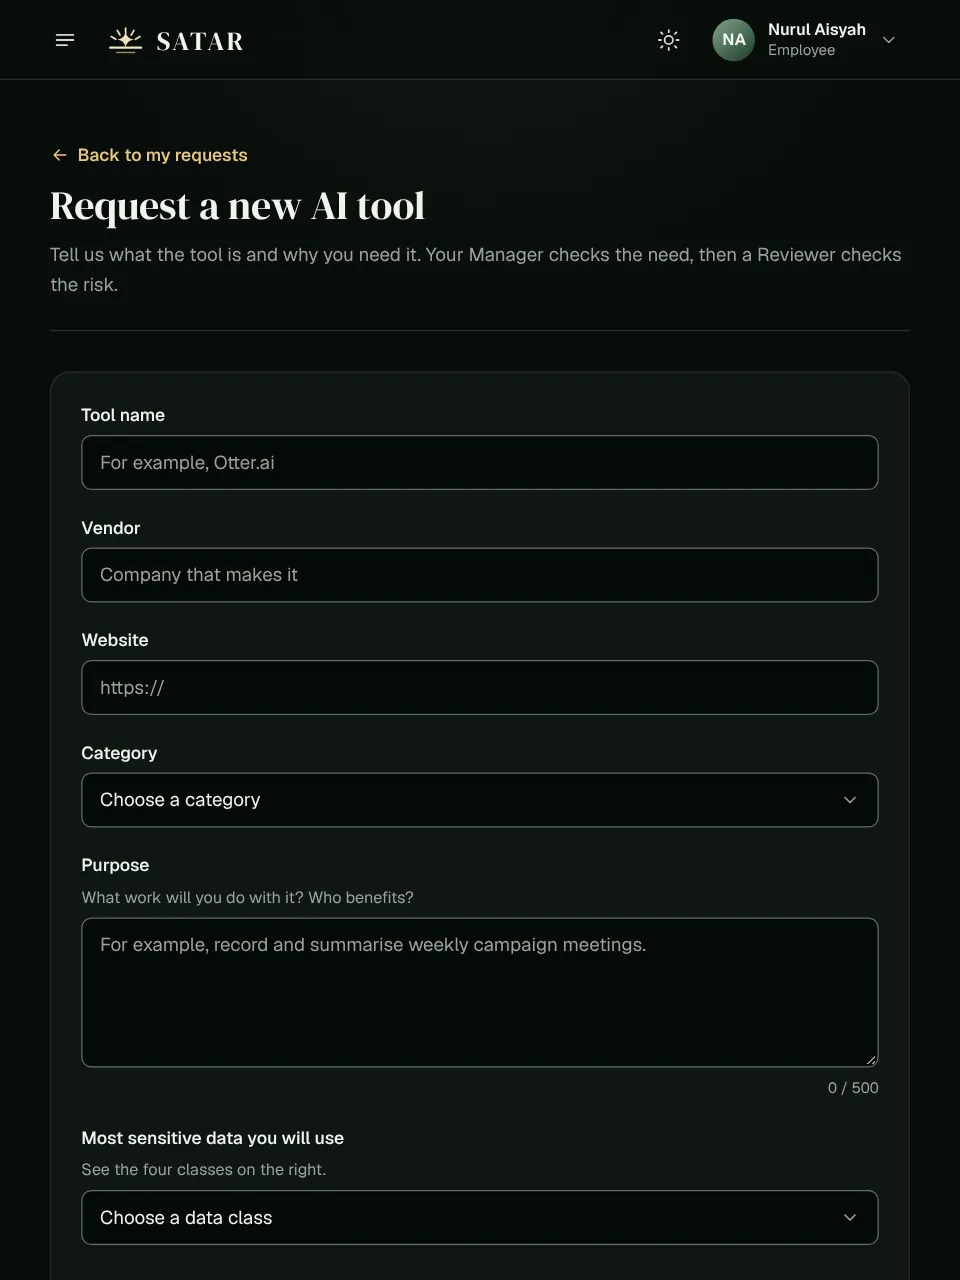 SATAR
NA
Nurul Aisyah
Employee
Back to my requests
Request a new AI tool
Tell us what the tool is and why you need it. Your Manager checks the need, then a Reviewer checks
the risk.
Tool name
For example, Otter.ai
Vendor
Company that makes it
Website
https://
Category
Choose a category
Purpose
What work will you do with it? Who benefits?
For example, record and summarise weekly campaign meetings.
0 / 500
Most sensitive data you will use
See the four classes on the right.
Choose a data class